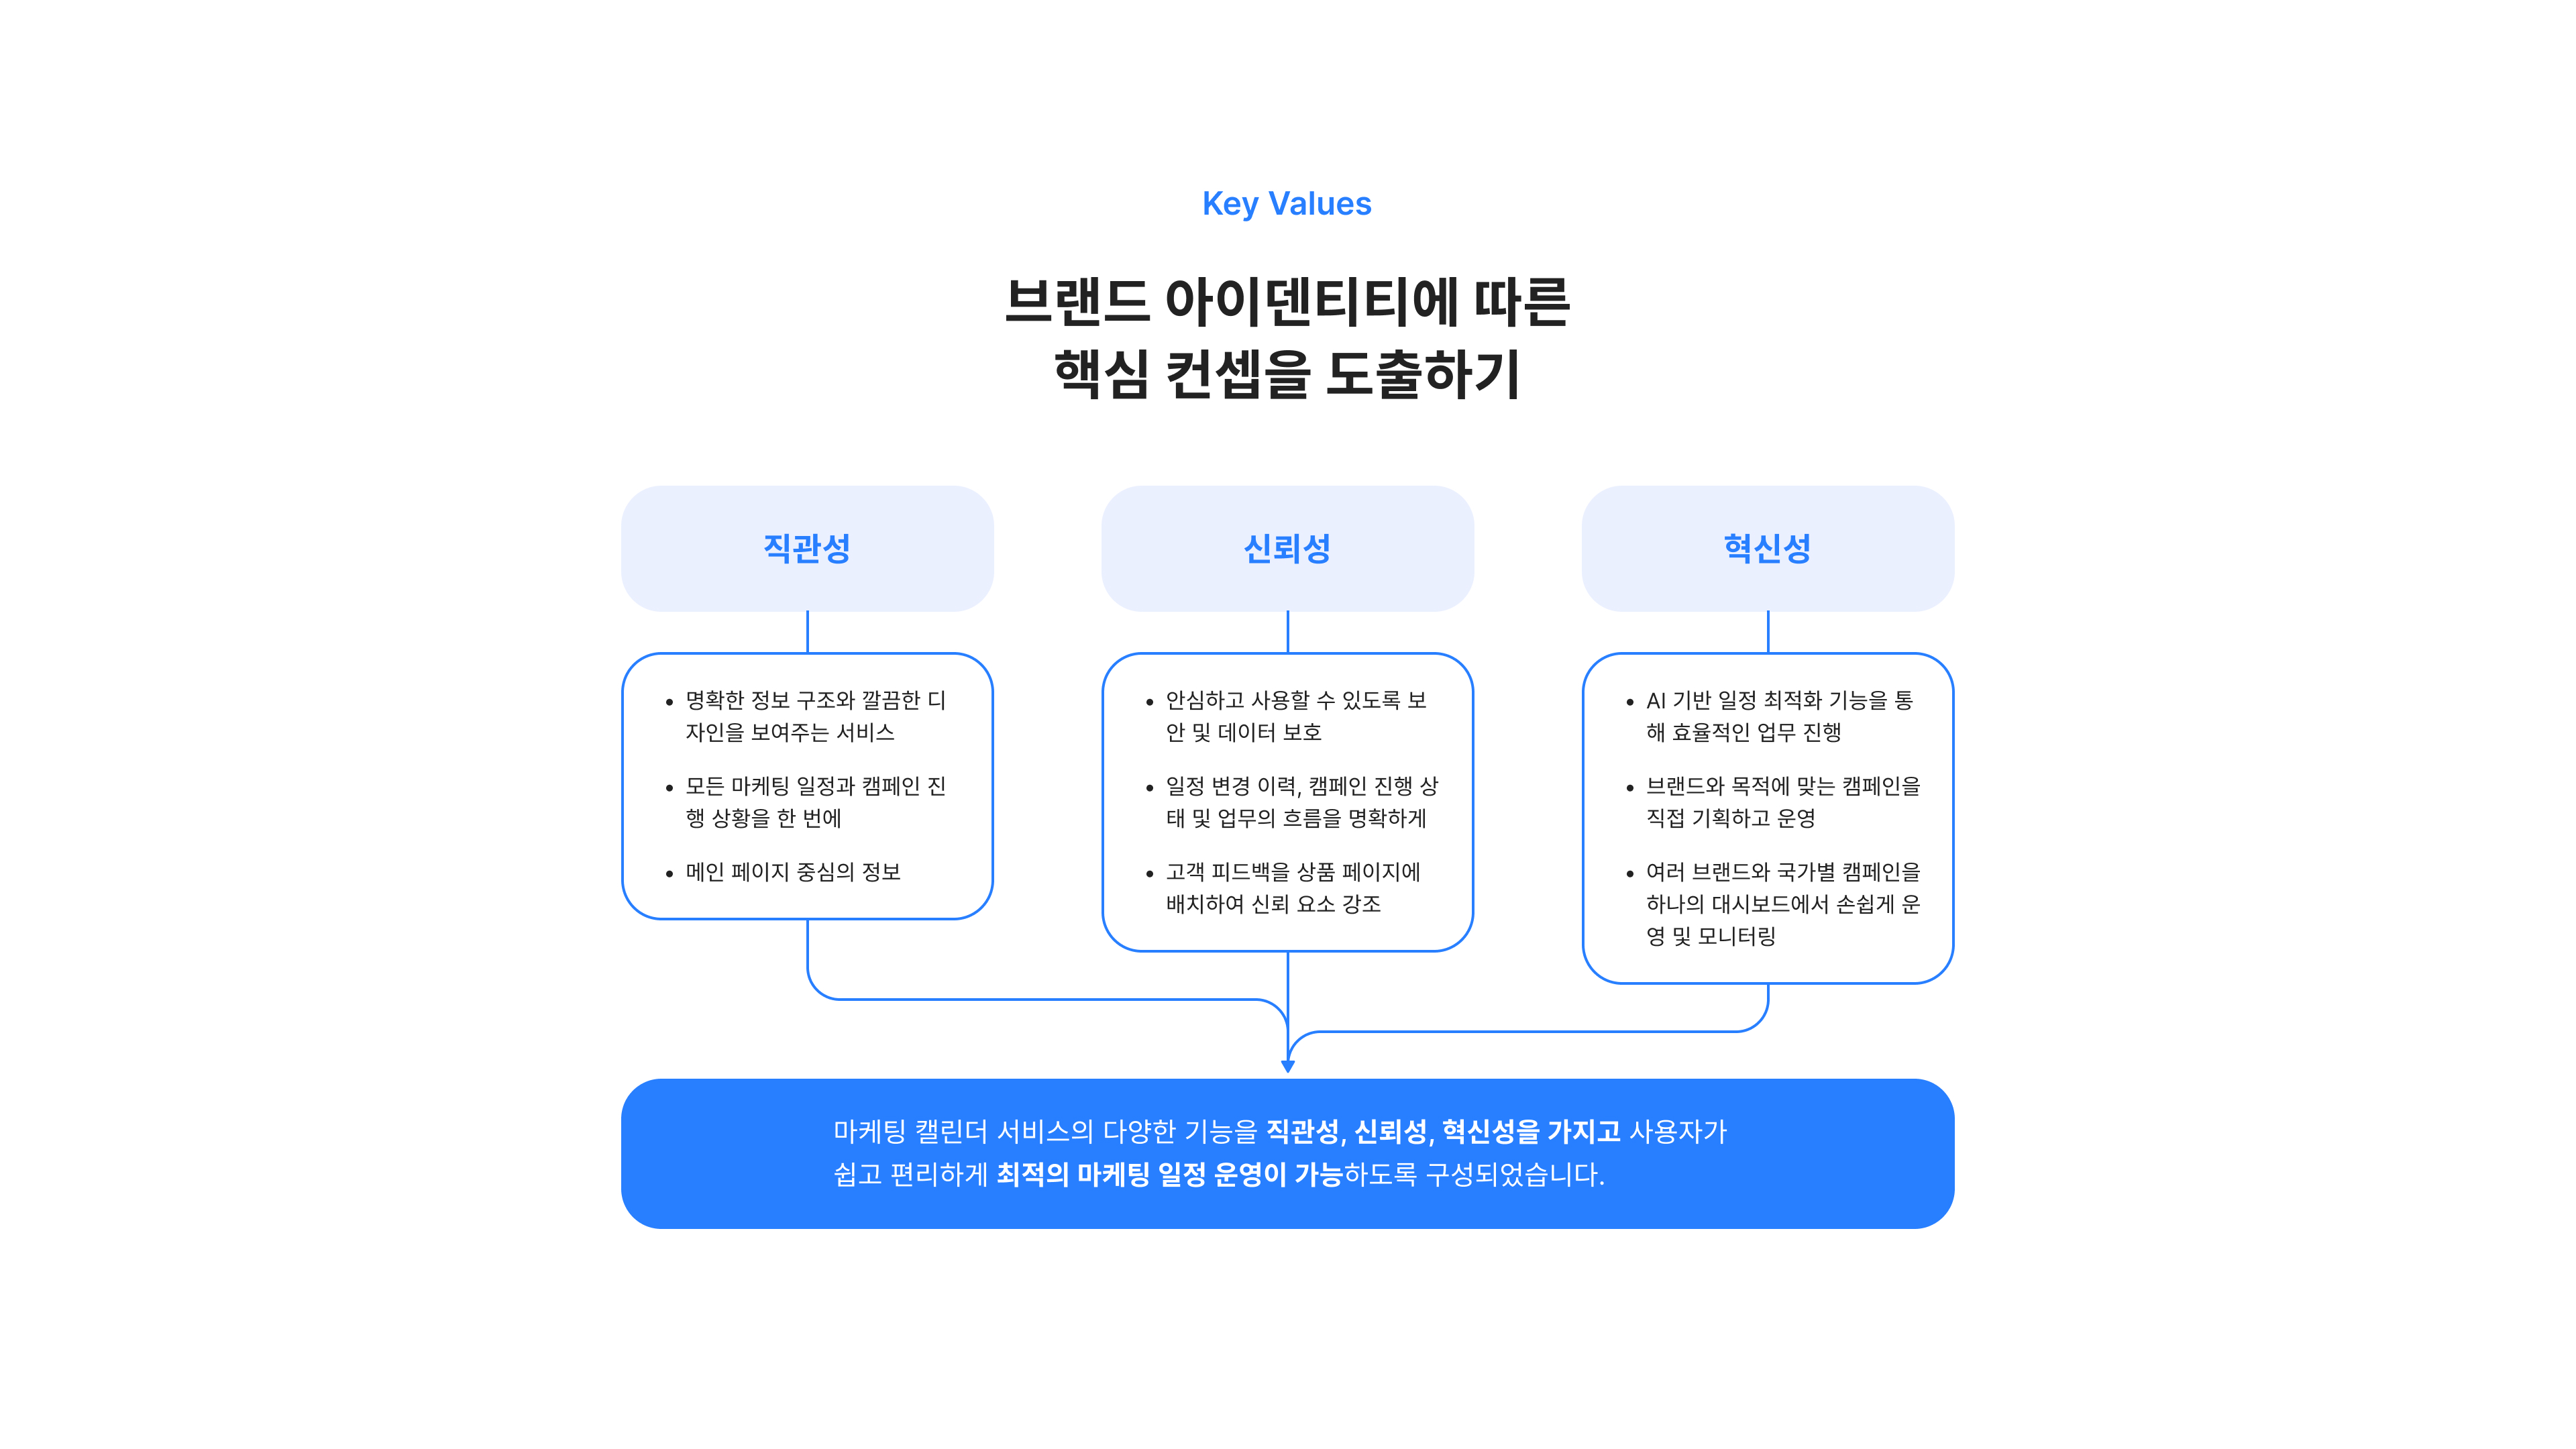 Key Values
브랜드 아이덴티티에 따른
핵심 컨셉을 도출하기
직관성
• 명확한 정보 구조와 깔끔한 디
자인을 보여주는 서비스
• 모든 마케팅 일정과 캠페인 진
행 상황을 한 번에
• 메인 페이지 중심의 정보
신뢰성
• 안심하고 사용할 수 있도록 보
안 및 데이터 보호
• 일정 변경 이력, 캠페인 진행 상
태 및 업무의 흐름을 명확하게
• 고객 피드백을 상품 페이지에
배치하여 신뢰 요소 강조
혁신성
• AI 기반 일정 최적화 기능을 통
해 효율적인 업무 진행
• 브랜드와 목적에 맞는 캠페인을
직접 기획하고 운영
• 여러 브랜드와 국가별 캠페인을
하나의 대시보드에서 손쉽게 운
영 및 모니터링
마케팅 캘린더 서비스의 다양한 기능을 직관성, 신뢰성, 혁신성을 가지고 사용자가
쉽고 편리하게 최적의 마케팅 일정 운영이 가능하도록 구성되었습니다.